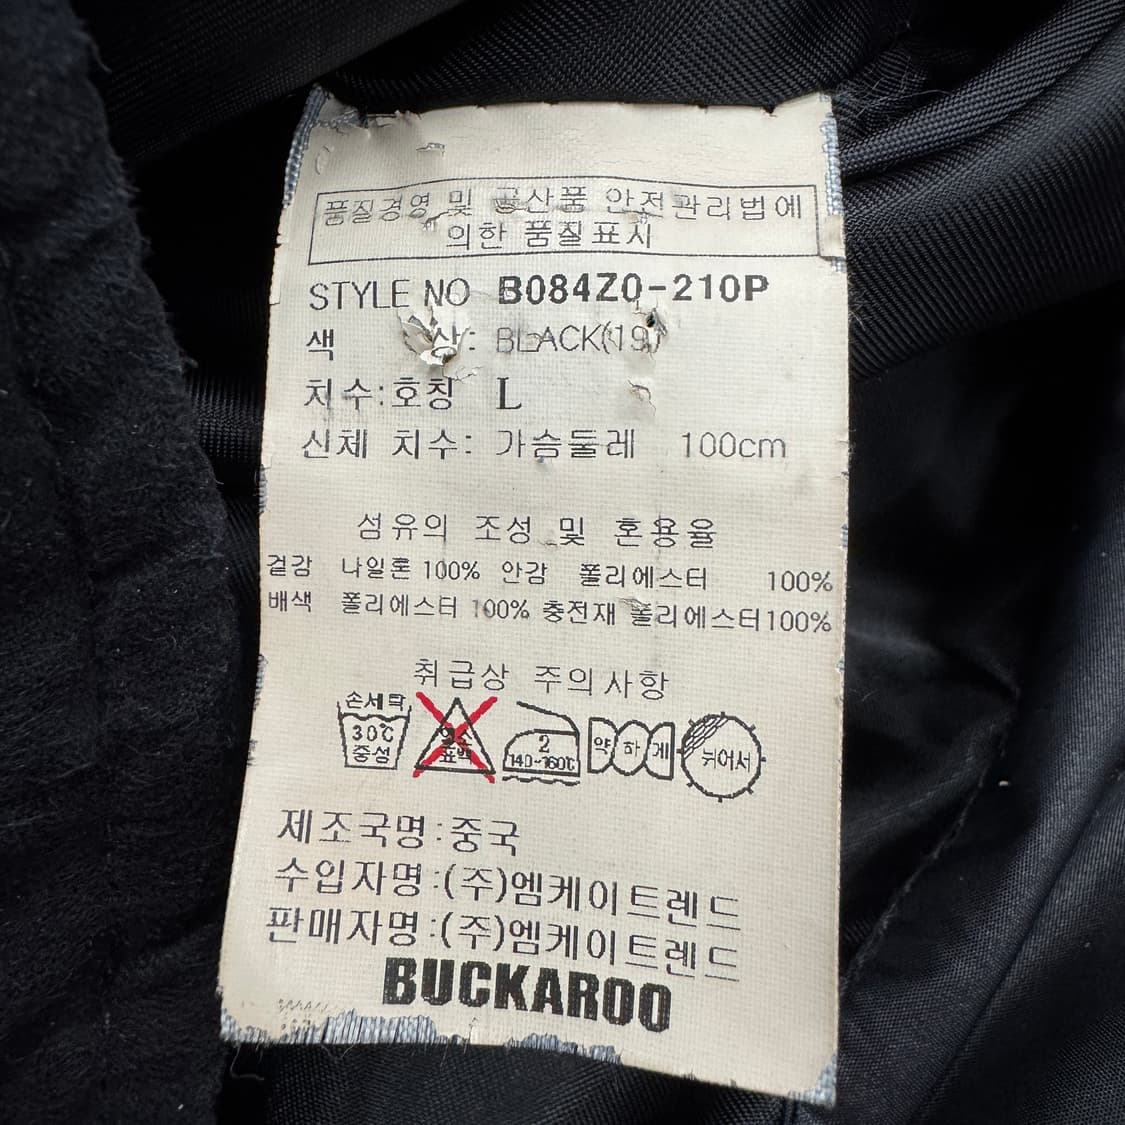 품질경영 및 공산품 안전관리법에
의한 품질표시
STYLE NO B084Z0-210P
색 상: BLACK(19)
치수:호칭 L
신체 치수: 가슴둘레 100cm
섬유의 조성 및 혼용율
겉감 나일론 100% 안감 폴리에스터 100%
배색 폴리에스터 100% 충전재 폴리에스터100%
취급상 주의사항
손세탁
30℃
중성
염소
표백
2
140~160℃
약하게
뉘어서
제조국명:중국
수입자명:(주)엠케이트렌드
판매자명:(주)엠케이트렌드
BUCKAROO